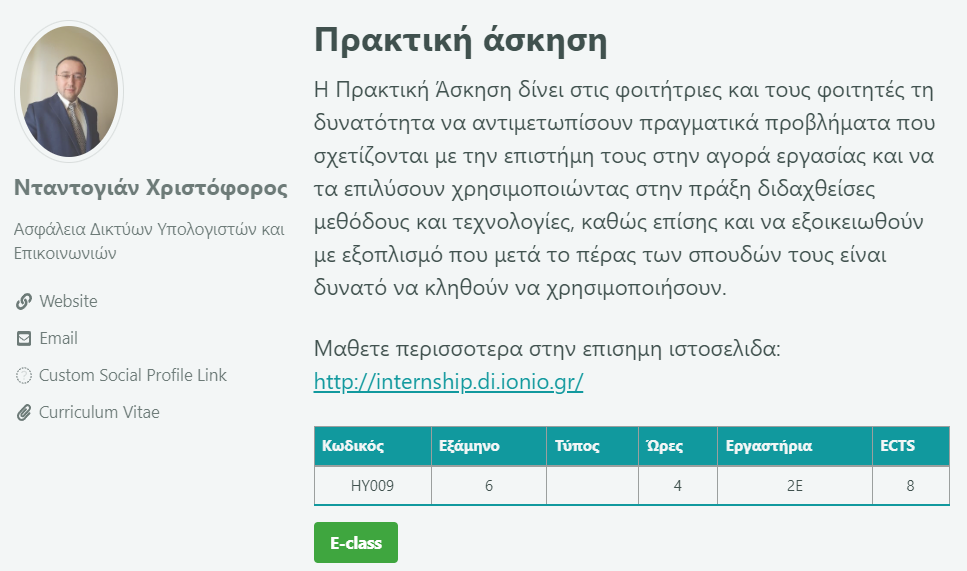 Νταντογιάν Χριστόφορος
Ασφάλεια Δικτύων Υπολογιστών και
Επικοινωνιών
Website
Email
Custom Social Profile Link
Curriculum Vitae
Πρακτική άσκηση
Η Πρακτική Άσκηση δίνει στις φοιτήτριες και τους φοιτητές τη
δυνατότητα να αντιμετωπίσουν πραγματικά προβλήματα που
σχετίζονται με την επιστήμη τους στην αγορά εργασίας και να
τα επιλύσουν χρησιμοποιώντας στην πράξη διδαχθείσες
μεθόδους και τεχνολογίες, καθώς επίσης και να εξοικειωθούν
με εξοπλισμό που μετά το πέρας των σπουδών τους είναι
δυνατό να κληθούν να χρησιμοποιήσουν.
Μαθετε περισσοτερα στην επισημη ιστοσελιδα:
http://internship.di.ionio.gr/
Κωδικός Εξάμηνο Τύπος Ώρες Εργαστήρια ECTS
HY009 6 4 2Ε 8
E-class